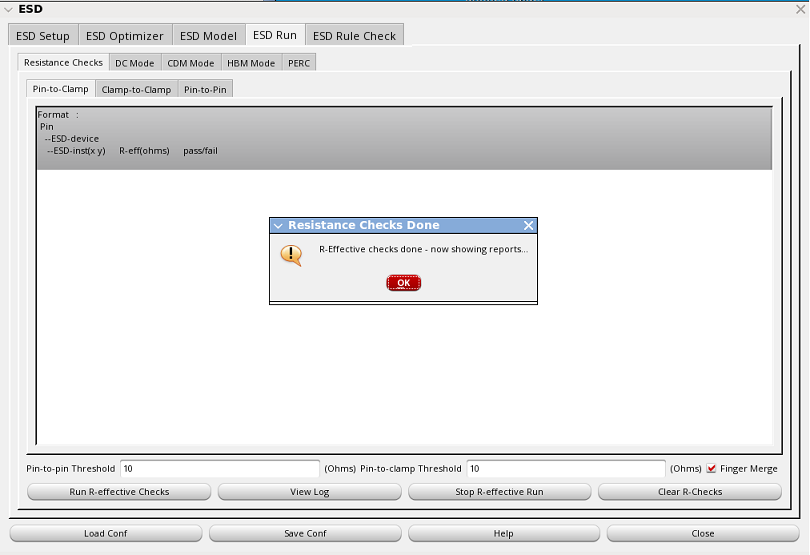 ESD
ESD Setup ESD Optimizer ESD Model ESD Run ESD Rule Check
Resistance Checks DC Mode CDM Mode HBM Mode PERC
Pin-to-Clamp Clamp-to-Clamp Pin-to-Pin
Format :
Pin
--ESD-device
--ESD-inst(x y) R-eff(ohms) pass/fail
Resistance Checks Done
R-Effective checks done - now showing reports...
OK
Pin-to-pin Threshold 10 (Ohms) Pin-to-clamp Threshold 10 (Ohms) Finger Merge
Run R-effective Checks View Log Stop R-effective Run Clear R-Checks
Load Conf Save Conf Help Close